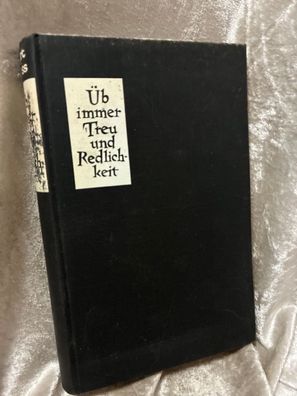 Üb
immer
Treu
und
Redlich-
keit